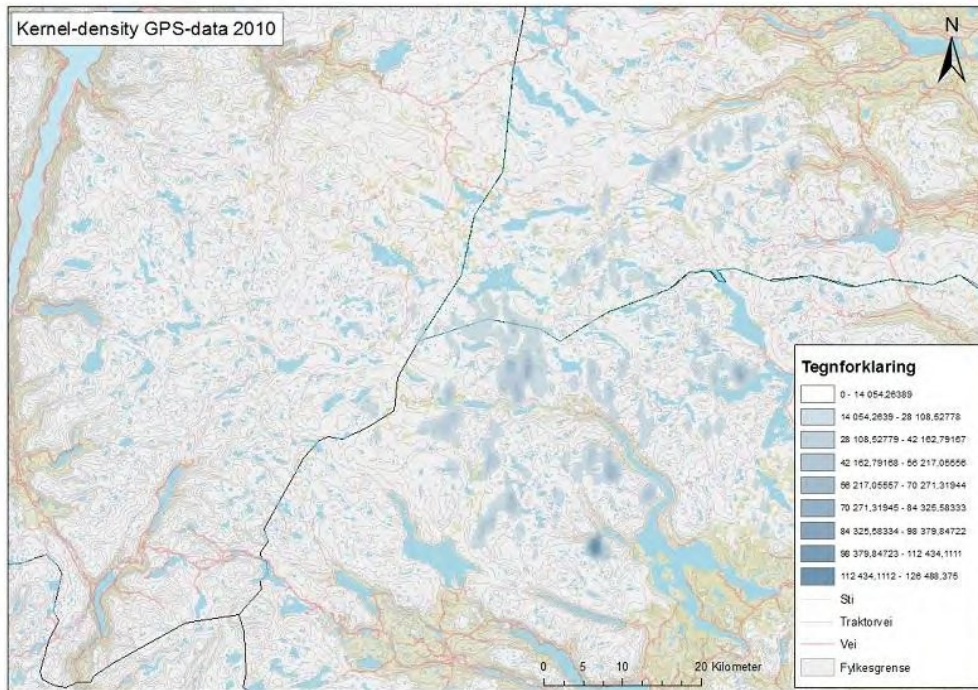 Kernel-density GPS-data 2010
N
Tegnforklaring
0 - 14 054,26389
14 054,2639 - 28 108,52778
28 108,52779 - 42 162,79167
42 162,79168 - 56 217,05556
56 217,05557 - 70 271,31944
70 271,31945 - 84 325,58333
84 325,58334 - 98 379,84722
98 379,84723 - 112 434,1111
112 434,1112 - 126 488,375
Sti
Traktorvei
Vei
Fylkesgrense
0 5 10 20 Kilometer